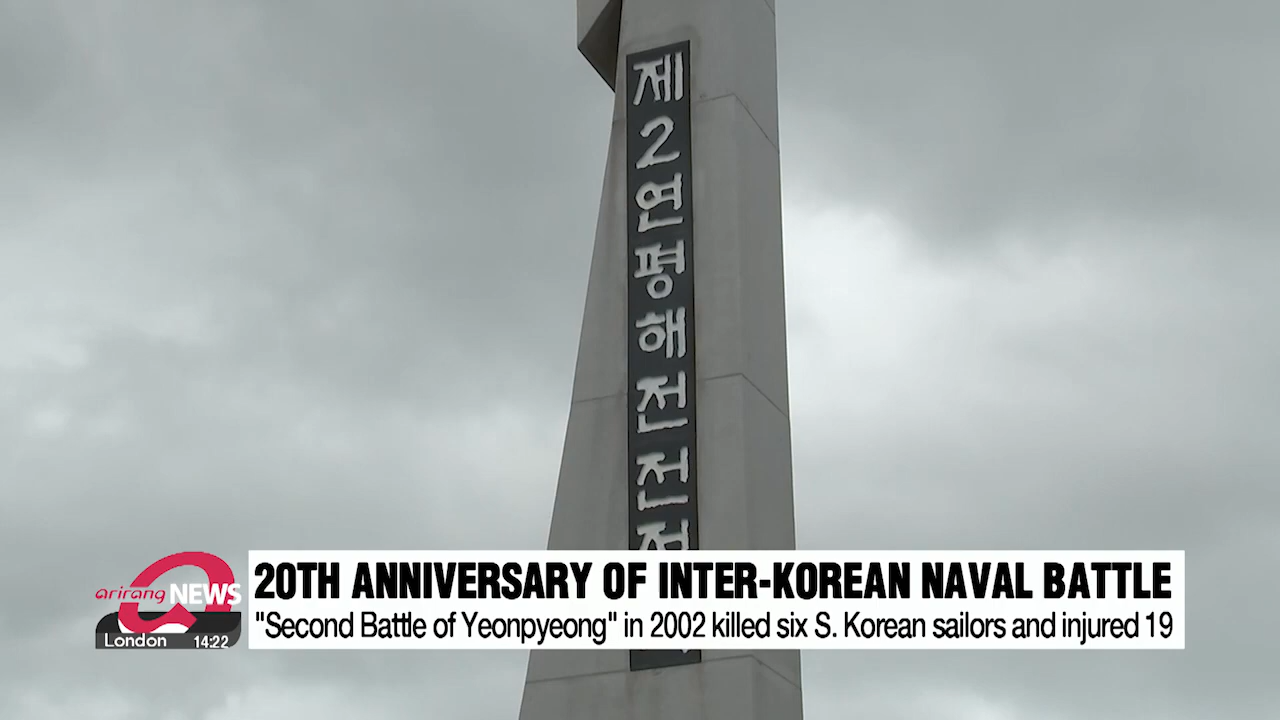 제2연평해전전적
20TH ANNIVERSARY OF INTER-KOREAN NAVAL BATTLE
"Second Battle of Yeonpyeong" in 2002 killed six S. Korean sailors and injured 19
arirang NEWS
London 14:22